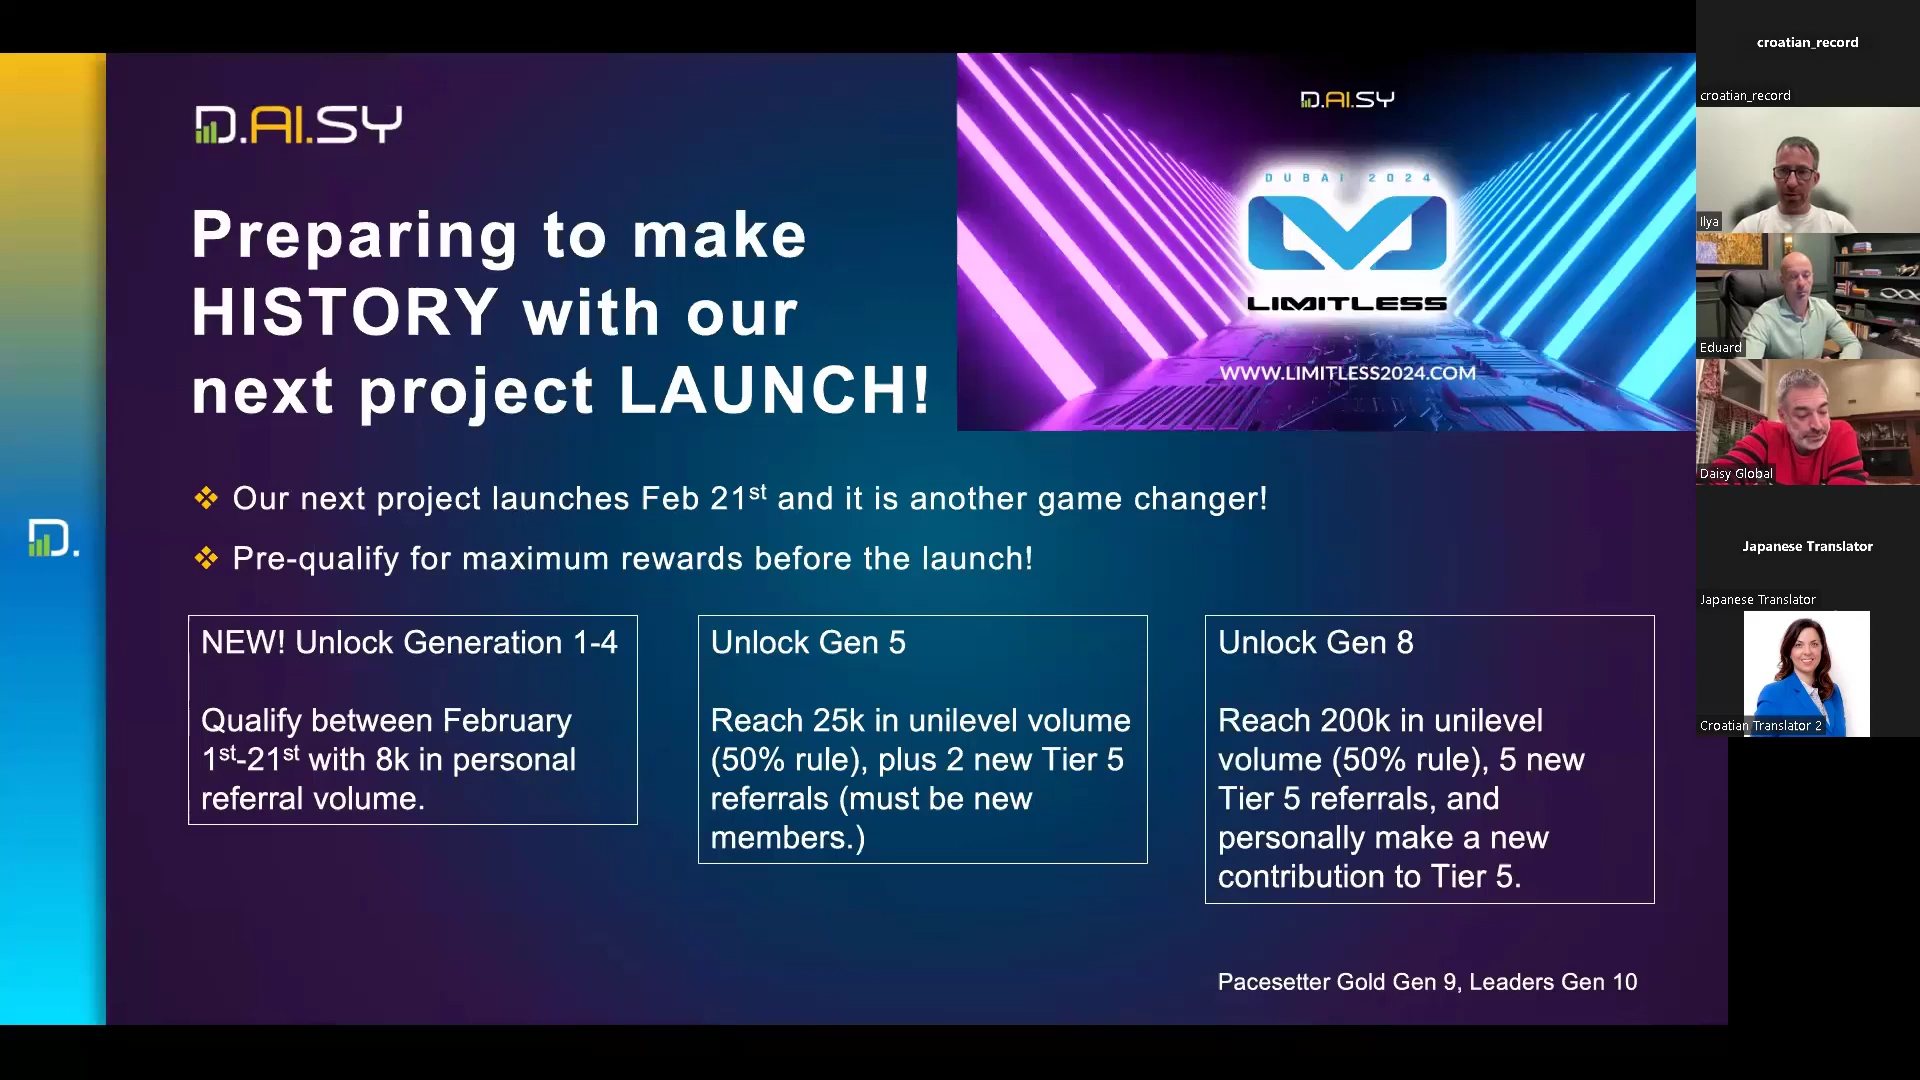 D.AI.SY
Preparing to make
HISTORY with our
next project LAUNCH!
D.AI.SY
DUBAI 2024
LIMITLESS
WWW.LIMITLESS2024.COM
❖ Our next project launches Feb 21st and it is another game changer!
❖ Pre-qualify for maximum rewards before the launch!
D.
NEW! Unlock Generation 1-4
Qualify between February
1st-21st with 8k in personal
referral volume.
Unlock Gen 5
Reach 25k in unilevel volume
(50% rule), plus 2 new Tier 5
referrals (must be new
members.)
Unlock Gen 8
Reach 200k in unilevel
volume (50% rule), 5 new
Tier 5 referrals, and
personally make a new
contribution to Tier 5.
Pacesetter Gold Gen 9, Leaders Gen 10
croatian_record
croatian_record
Ilya
Eduard
Daisy Global
Japanese Translator
Japanese Translator
Croatian Translator 2